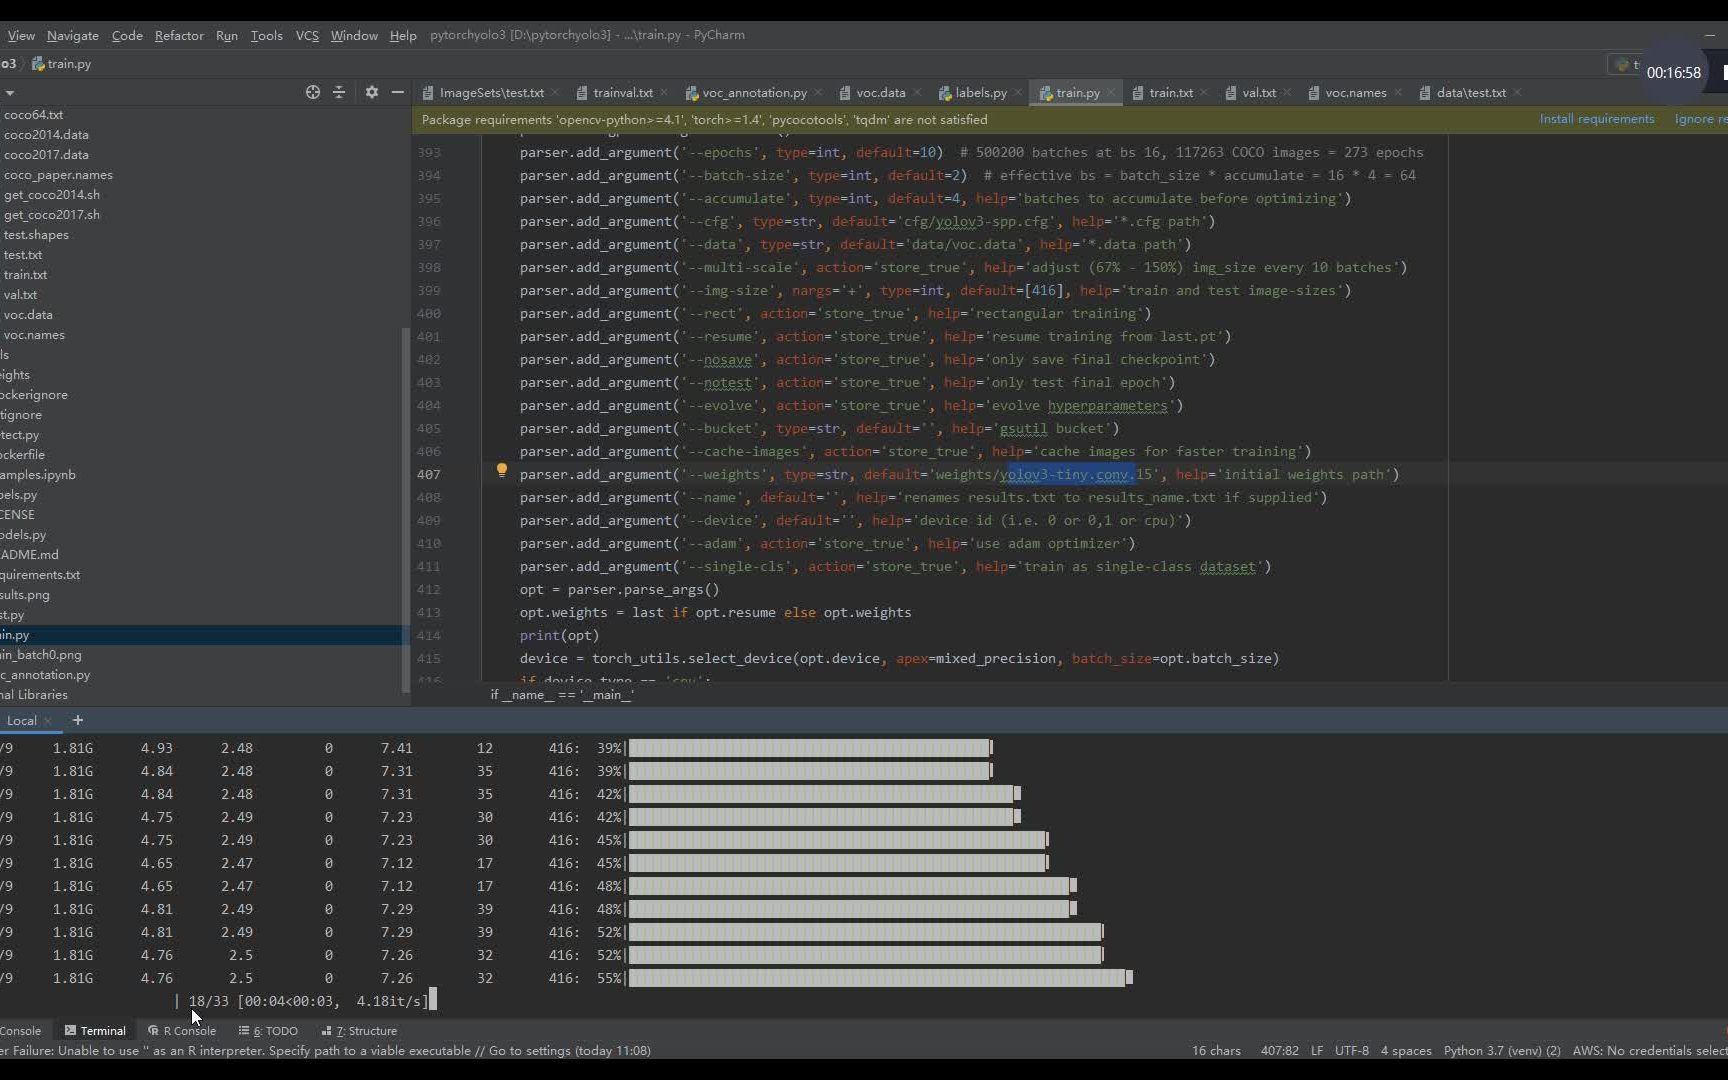 View Navigate Code Refactor Run Tools VCS Window Help pytorchyolo3 [D:\pytorchyolo3] - ...\train.py - PyCharm
o3 train.py
00:16:58
ImageSets\test.txt trainval.txt voc_annotation.py voc.data labels.py train.py train.txt val.txt voc.names data\test.txt
Package requirements 'opencv-python>=4.1', 'torch>=1.4', 'pycocotools', 'tqdm' are not satisfied Install requirements Ignore re
coco64.txt
coco2014.data
coco2017.data
coco_paper.names
get_coco2014.sh
get_coco2017.sh
test.shapes
test.txt
train.txt
val.txt
voc.data
voc.names
ls
eights
ockerignore
tignore
tect.py
ockerfile
amples.ipynb
bels.py
CENSE
odels.py
ADME.md
quirements.txt
sults.png
st.py
in.py
in_batch0.png
c_annotation.py
nal Libraries
393 parser.add_argument('--epochs', type=int, default=10) # 500200 batches at bs 16, 117263 COCO images = 273 epochs
394 parser.add_argument('--batch-size', type=int, default=2) # effective bs = batch_size * accumulate = 16 * 4 = 64
395 parser.add_argument('--accumulate', type=int, default=4, help='batches to accumulate before optimizing')
396 parser.add_argument('--cfg', type=str, default='cfg/yolov3-spp.cfg', help='*.cfg path')
397 parser.add_argument('--data', type=str, default='data/voc.data', help='*.data path')
398 parser.add_argument('--multi-scale', action='store_true', help='adjust (67% - 150%) img_size every 10 batches')
399 parser.add_argument('--img-size', nargs='+', type=int, default=[416], help='train and test image-sizes')
400 parser.add_argument('--rect', action='store_true', help='rectangular training')
401 parser.add_argument('--resume', action='store_true', help='resume training from last.pt')
402 parser.add_argument('--nosave', action='store_true', help='only save final checkpoint')
403 parser.add_argument('--notest', action='store_true', help='only test final epoch')
404 parser.add_argument('--evolve', action='store_true', help='evolve hyperparameters')
405 parser.add_argument('--bucket', type=str, default='', help='gsutil bucket')
406 parser.add_argument('--cache-images', action='store_true', help='cache images for faster training')
407 parser.add_argument('--weights', type=str, default='weights/yolov3-tiny.conv.15', help='initial weights path')
408 parser.add_argument('--name', default='', help='renames results.txt to results_name.txt if supplied')
409 parser.add_argument('--device', default='', help='device id (i.e. 0 or 0,1 or cpu)')
410 parser.add_argument('--adam', action='store_true', help='use adam optimizer')
411 parser.add_argument('--single-cls', action='store_true', help='train as single-class dataset')
412 opt = parser.parse_args()
413 opt.weights = last if opt.resume else opt.weights
414 print(opt)
415 device = torch_utils.select_device(opt.device, apex=mixed_precision, batch_size=opt.batch_size)
416 if device.type == 'cpu':
if __name__ == '__main__'
Local +
/9 1.81G 4.93 2.48 0 7.41 12 416: 39%|
/9 1.81G 4.84 2.48 0 7.31 35 416: 39%|
/9 1.81G 4.84 2.48 0 7.31 35 416: 42%|
/9 1.81G 4.75 2.49 0 7.23 30 416: 42%|
/9 1.81G 4.75 2.49 0 7.23 30 416: 45%|
/9 1.81G 4.65 2.47 0 7.12 17 416: 45%|
/9 1.81G 4.65 2.47 0 7.12 17 416: 48%|
/9 1.81G 4.81 2.49 0 7.29 39 416: 48%|
/9 1.81G 4.81 2.49 0 7.29 39 416: 52%|
/9 1.81G 4.76 2.5 0 7.26 32 416: 52%|
/9 1.81G 4.76 2.5 0 7.26 32 416: 55%|
| 18/33 [00:04<00:03, 4.18it/s]
Console Terminal R Console 6: TODO 7: Structure
er Failure: Unable to use '' as an R interpreter. Specify path to a viable executable // Go to settings (today 11:08) 16 chars 407:82 LF UTF-8 4 spaces Python 3.7 (venv) (2) AWS: No credentials select